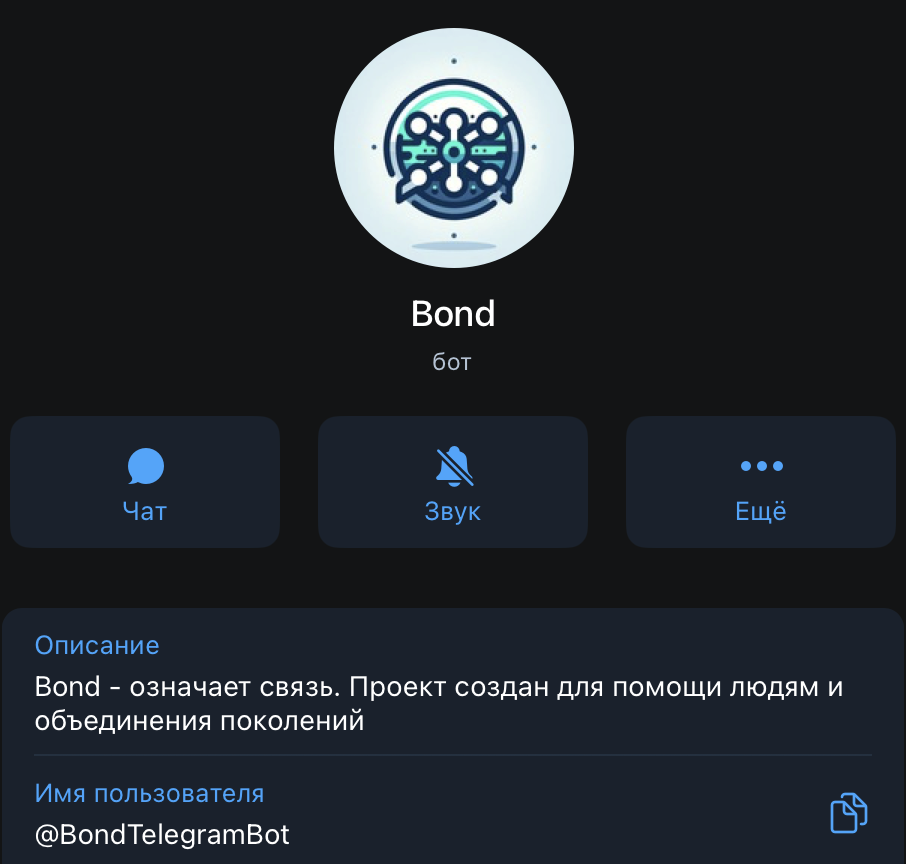 Bond
бот
Чат
Звук
Ещё
Описание
Bond - означает связь. Проект создан для помощи людям и
объединения поколений
Имя пользователя
@BondTelegramBot